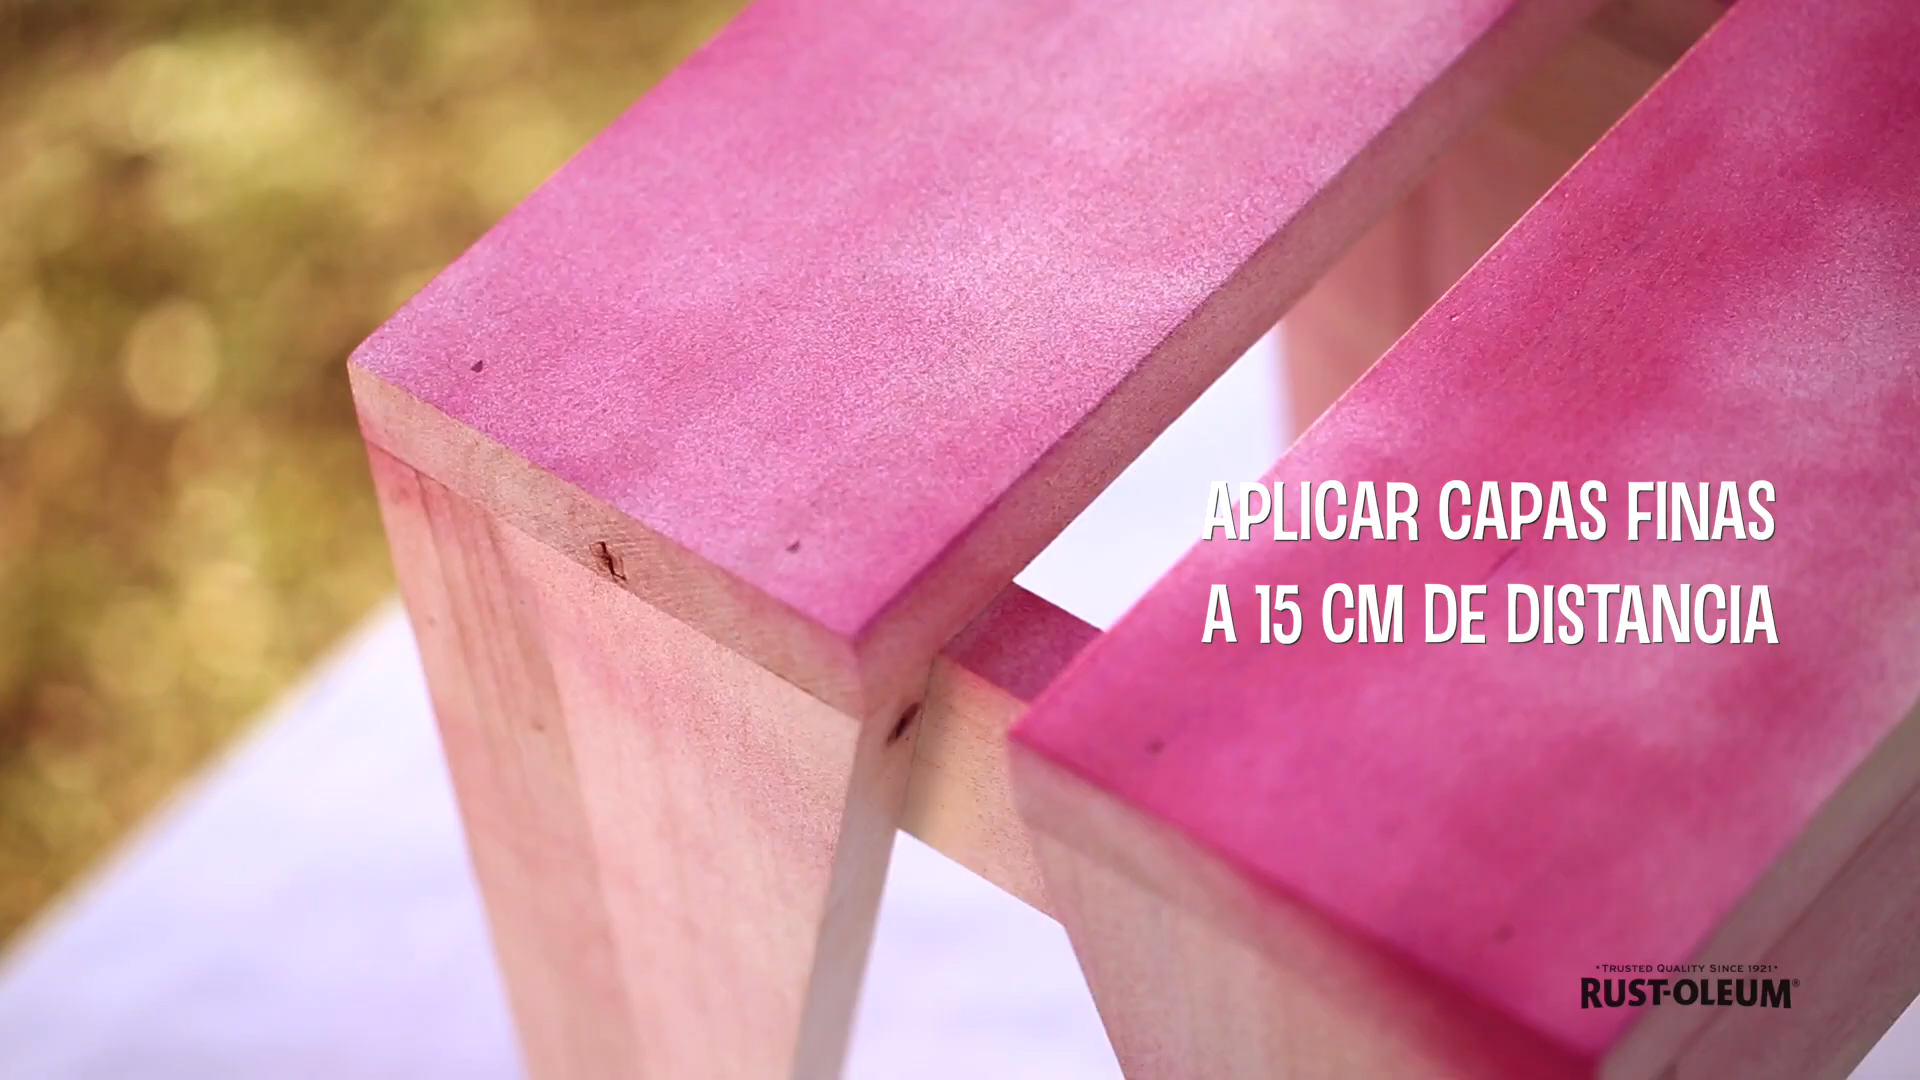 APLICAR CAPAS FINAS
A 15 CM DE DISTANCIA
•TRUSTED QUALITY SINCE 1921•
RUST-OLEUM®